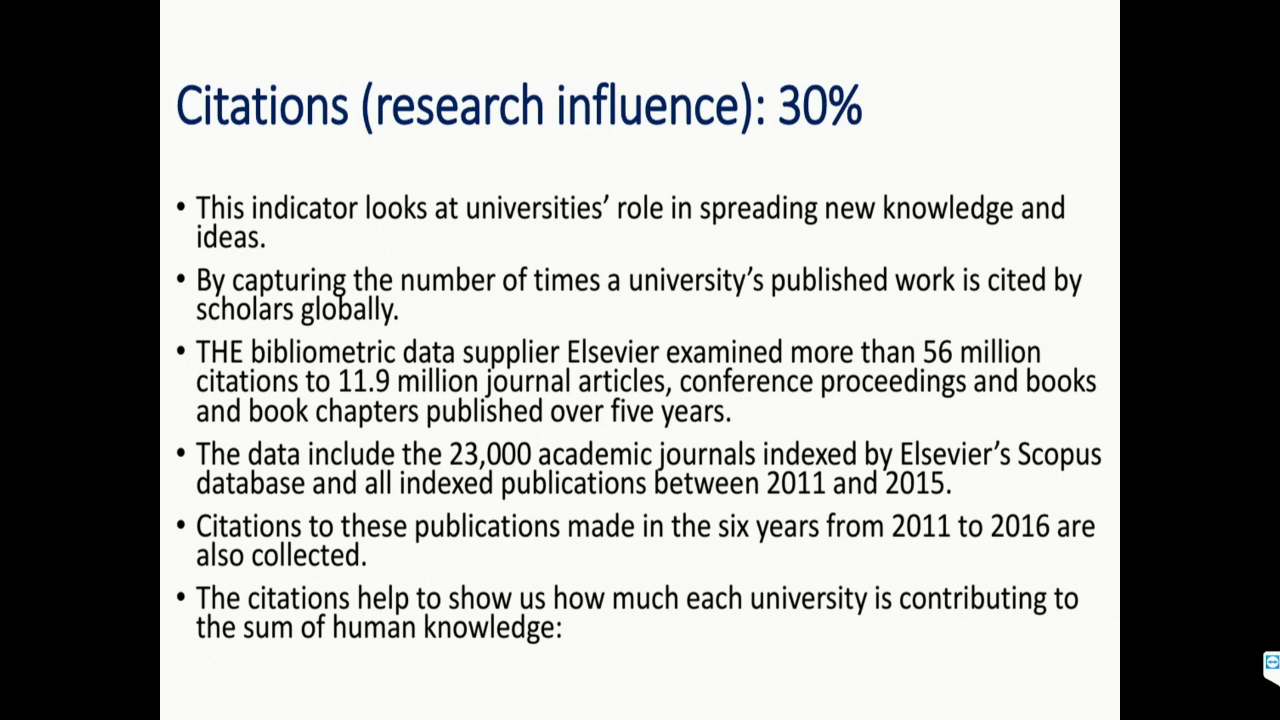 Citations (research influence): 30%
• This indicator looks at universities’ role in spreading new knowledge and
ideas.
• By capturing the number of times a university’s published work is cited by
scholars globally.
• THE bibliometric data supplier Elsevier examined more than 56 million
citations to 11.9 million journal articles, conference proceedings and books
and book chapters published over five years.
• The data include the 23,000 academic journals indexed by Elsevier’s Scopus
database and all indexed publications between 2011 and 2015.
• Citations to these publications made in the six years from 2011 to 2016 are
also collected.
• The citations help to show us how much each university is contributing to
the sum of human knowledge: